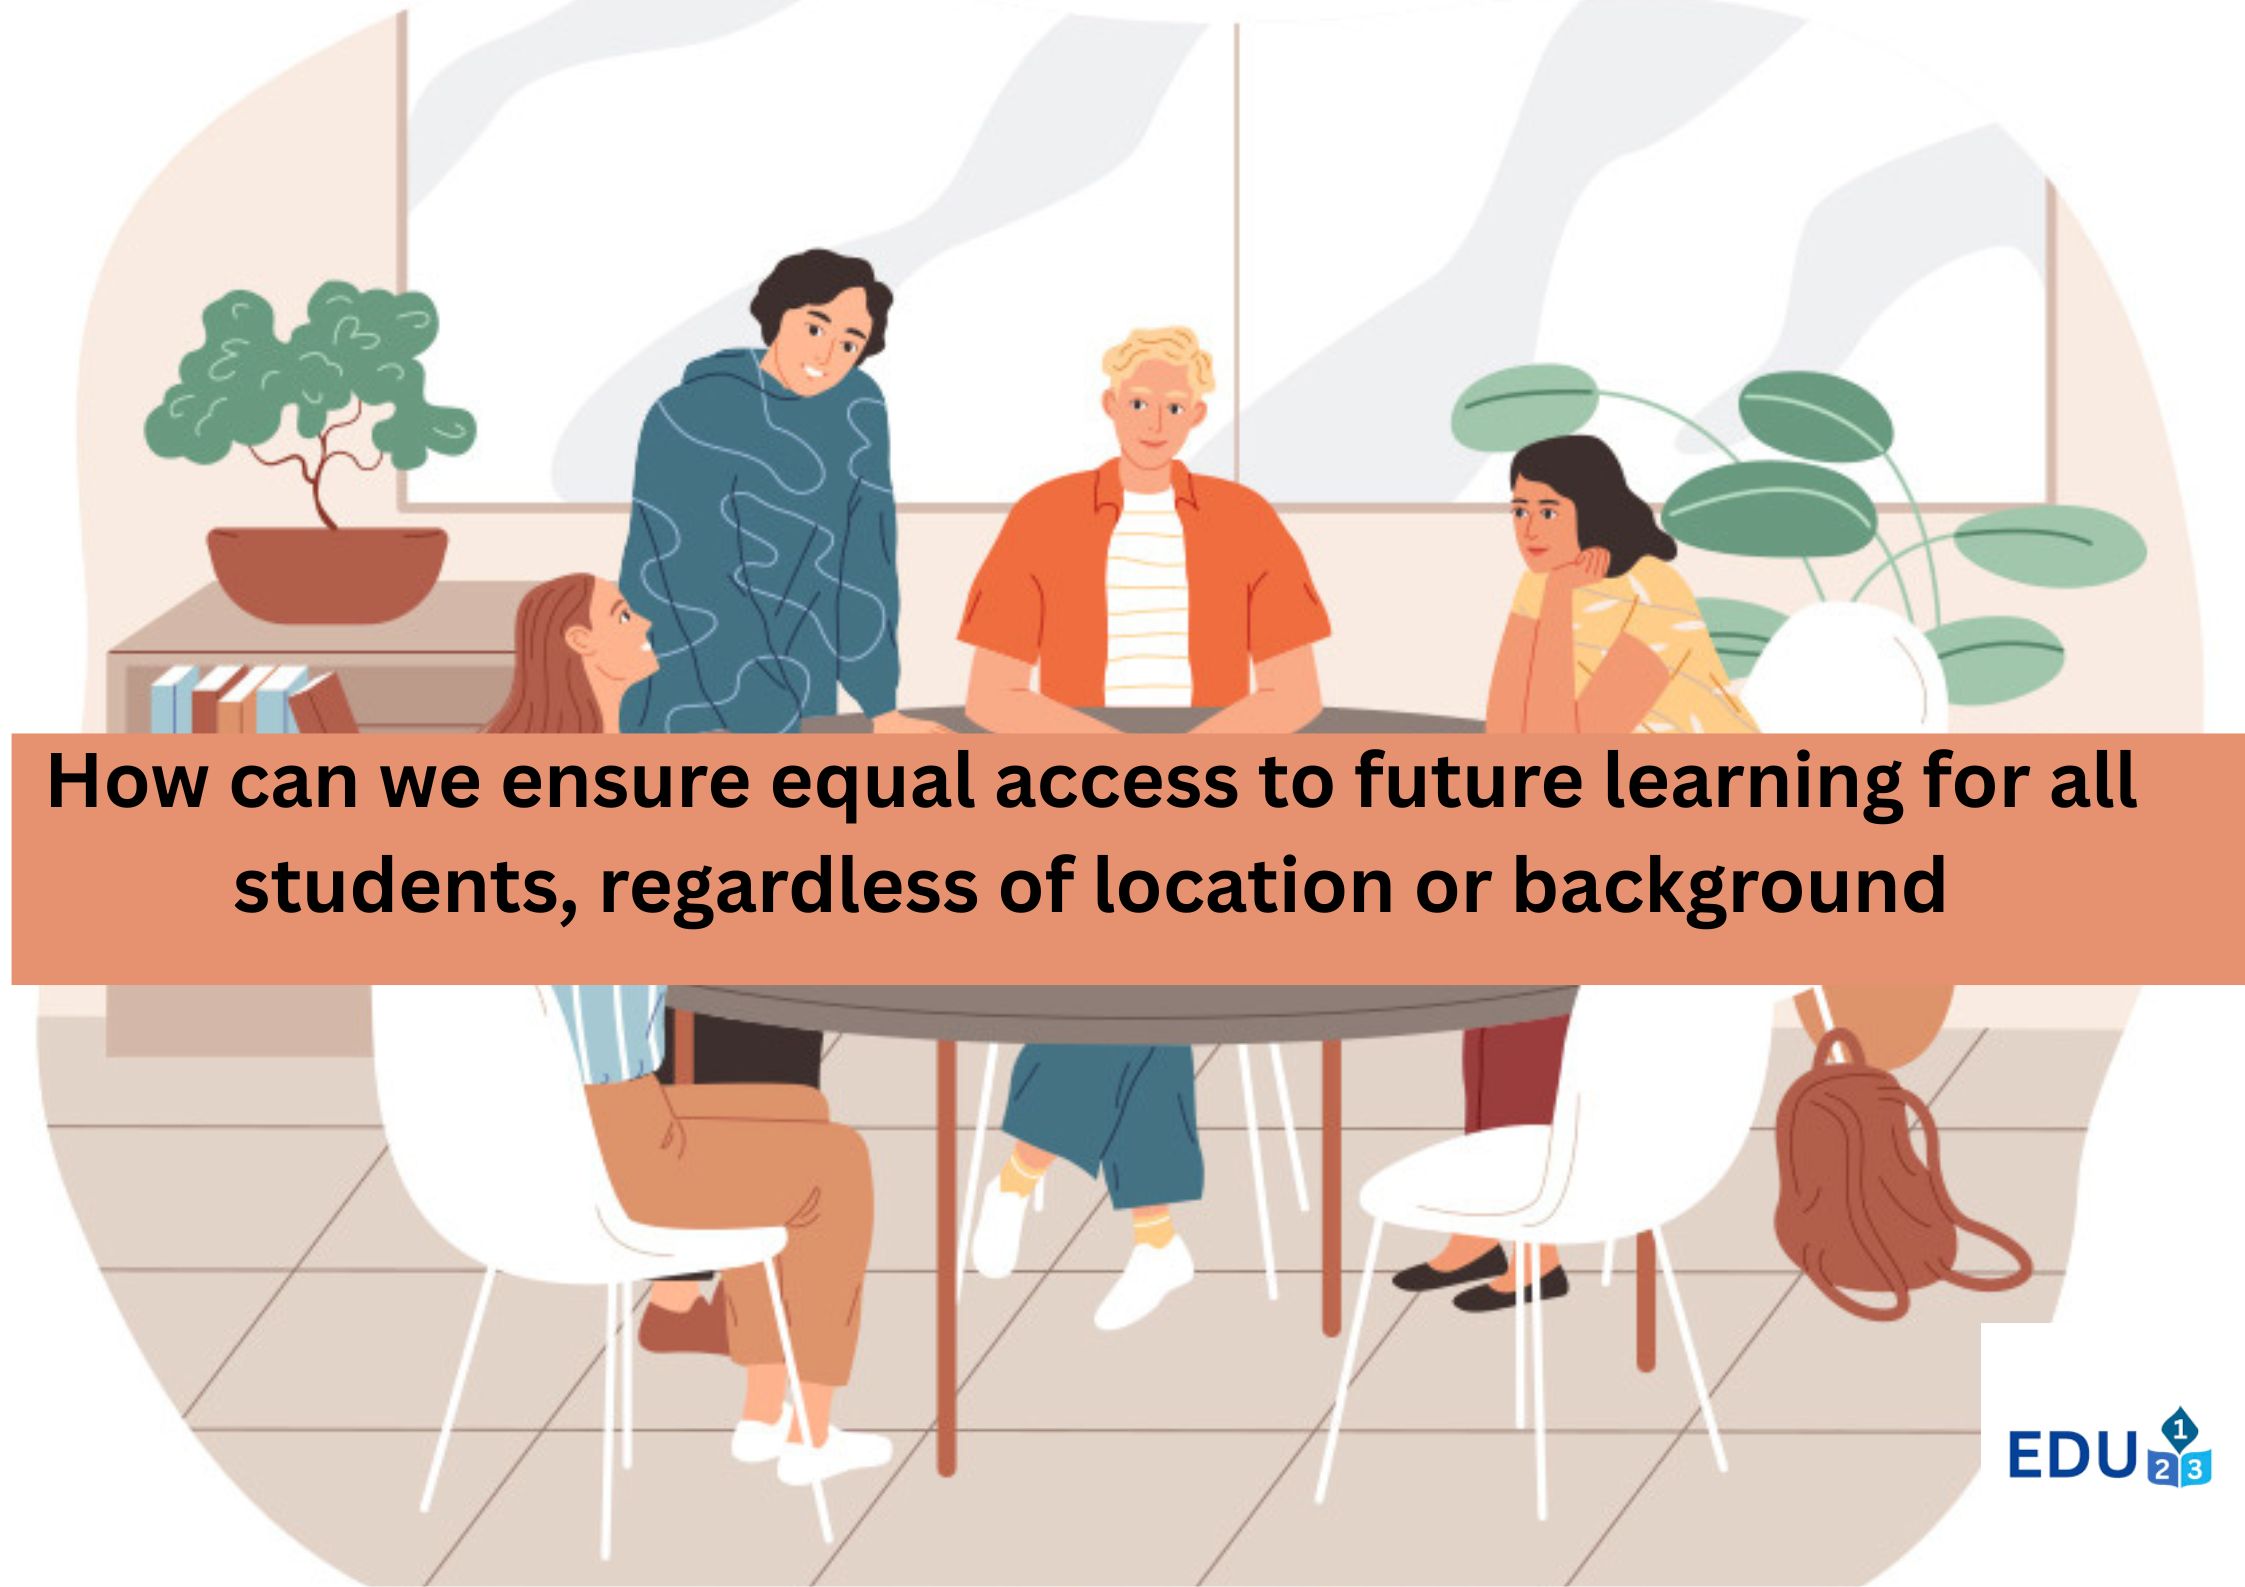 How can we ensure equal access to future learning for all
students, regardless of location or background
EDU
1
2 3